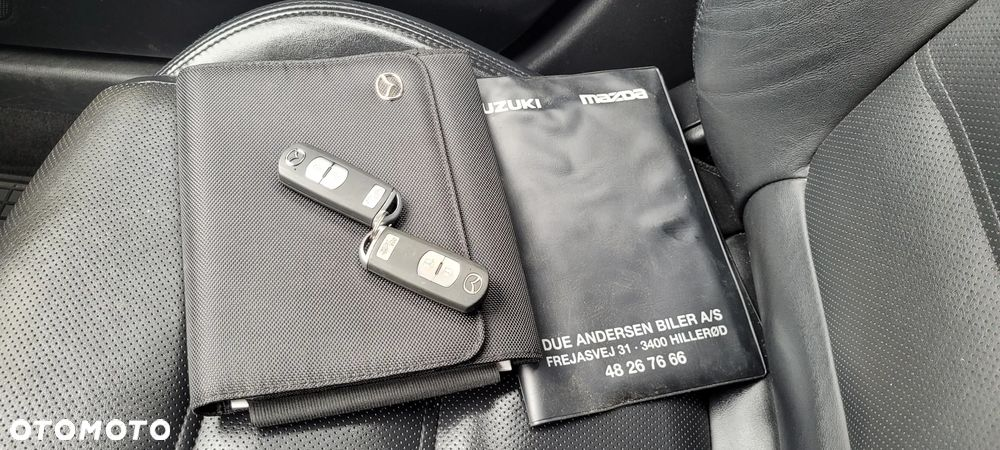 UZUKI mazda
DUE ANDERSEN BILER A/S
FREJASVEJ 31 · 3400 HILLERØD
48 26 76 66
OTOMOTO